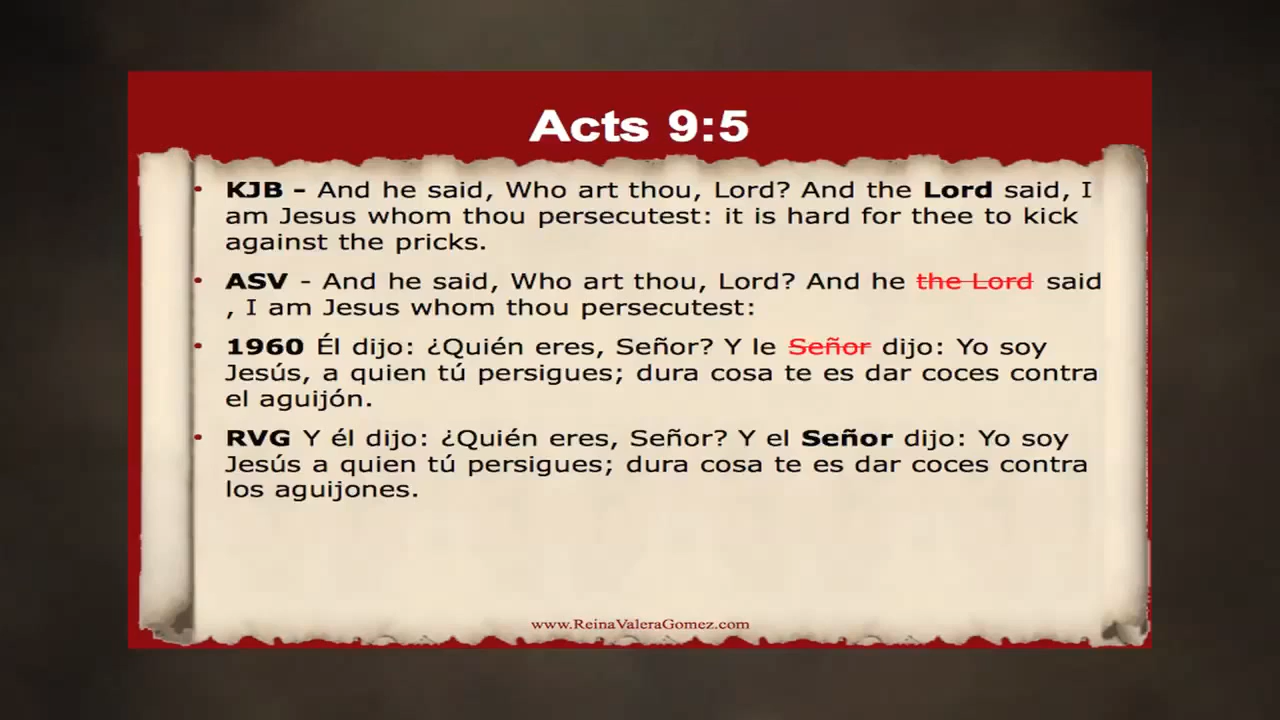 Acts 9:5
• KJB - And he said, Who art thou, Lord? And the Lord said, I
am Jesus whom thou persecutest: it is hard for thee to kick
against the pricks.
• ASV - And he said, Who art thou, Lord? And he the Lord said
, I am Jesus whom thou persecutest:
• 1960 Él dijo: ¿Quién eres, Señor? Y le Señor dijo: Yo soy
Jesús, a quien tú persigues; dura cosa te es dar coces contra
el aguijón.
• RVG Y él dijo: ¿Quién eres, Señor? Y el Señor dijo: Yo soy
Jesús a quien tú persigues; dura cosa te es dar coces contra
los aguijones.
www.ReinaValeraGomez.com